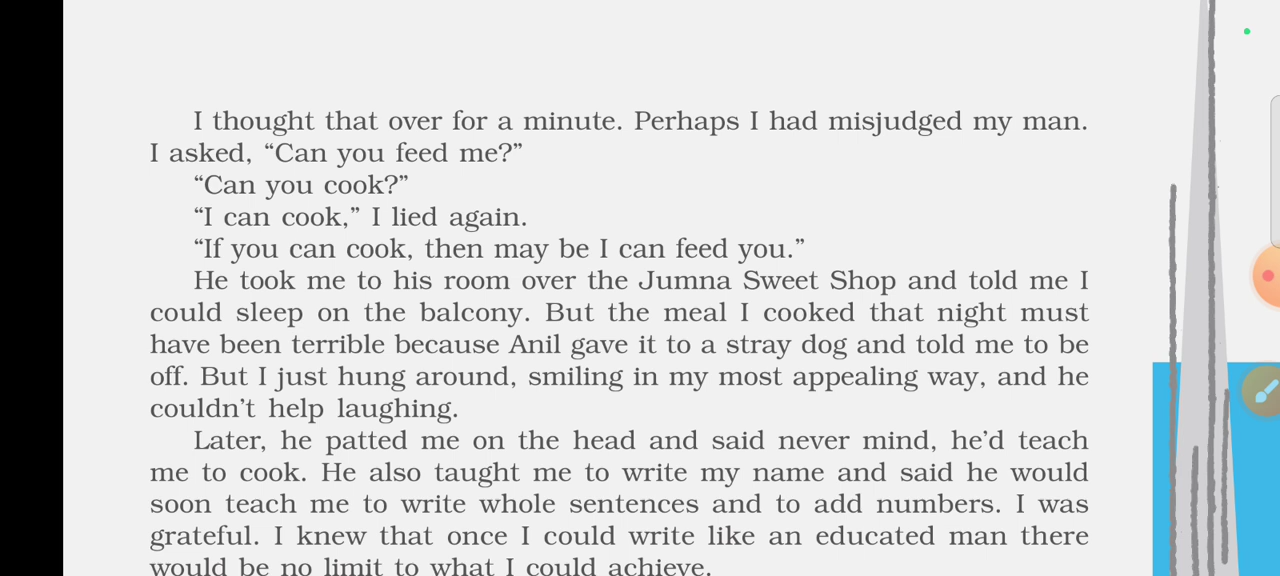 I thought that over for a minute. Perhaps I had misjudged my man.
I asked, “Can you feed me?”
“Can you cook?”
“I can cook,” I lied again.
“If you can cook, then may be I can feed you.”
He took me to his room over the Jumna Sweet Shop and told me I
could sleep on the balcony. But the meal I cooked that night must
have been terrible because Anil gave it to a stray dog and told me to be
off. But I just hung around, smiling in my most appealing way, and he
couldn’t help laughing.
Later, he patted me on the head and said never mind, he’d teach
me to cook. He also taught me to write my name and said he would
soon teach me to write whole sentences and to add numbers. I was
grateful. I knew that once I could write like an educated man there
would be no limit to what I could achieve.